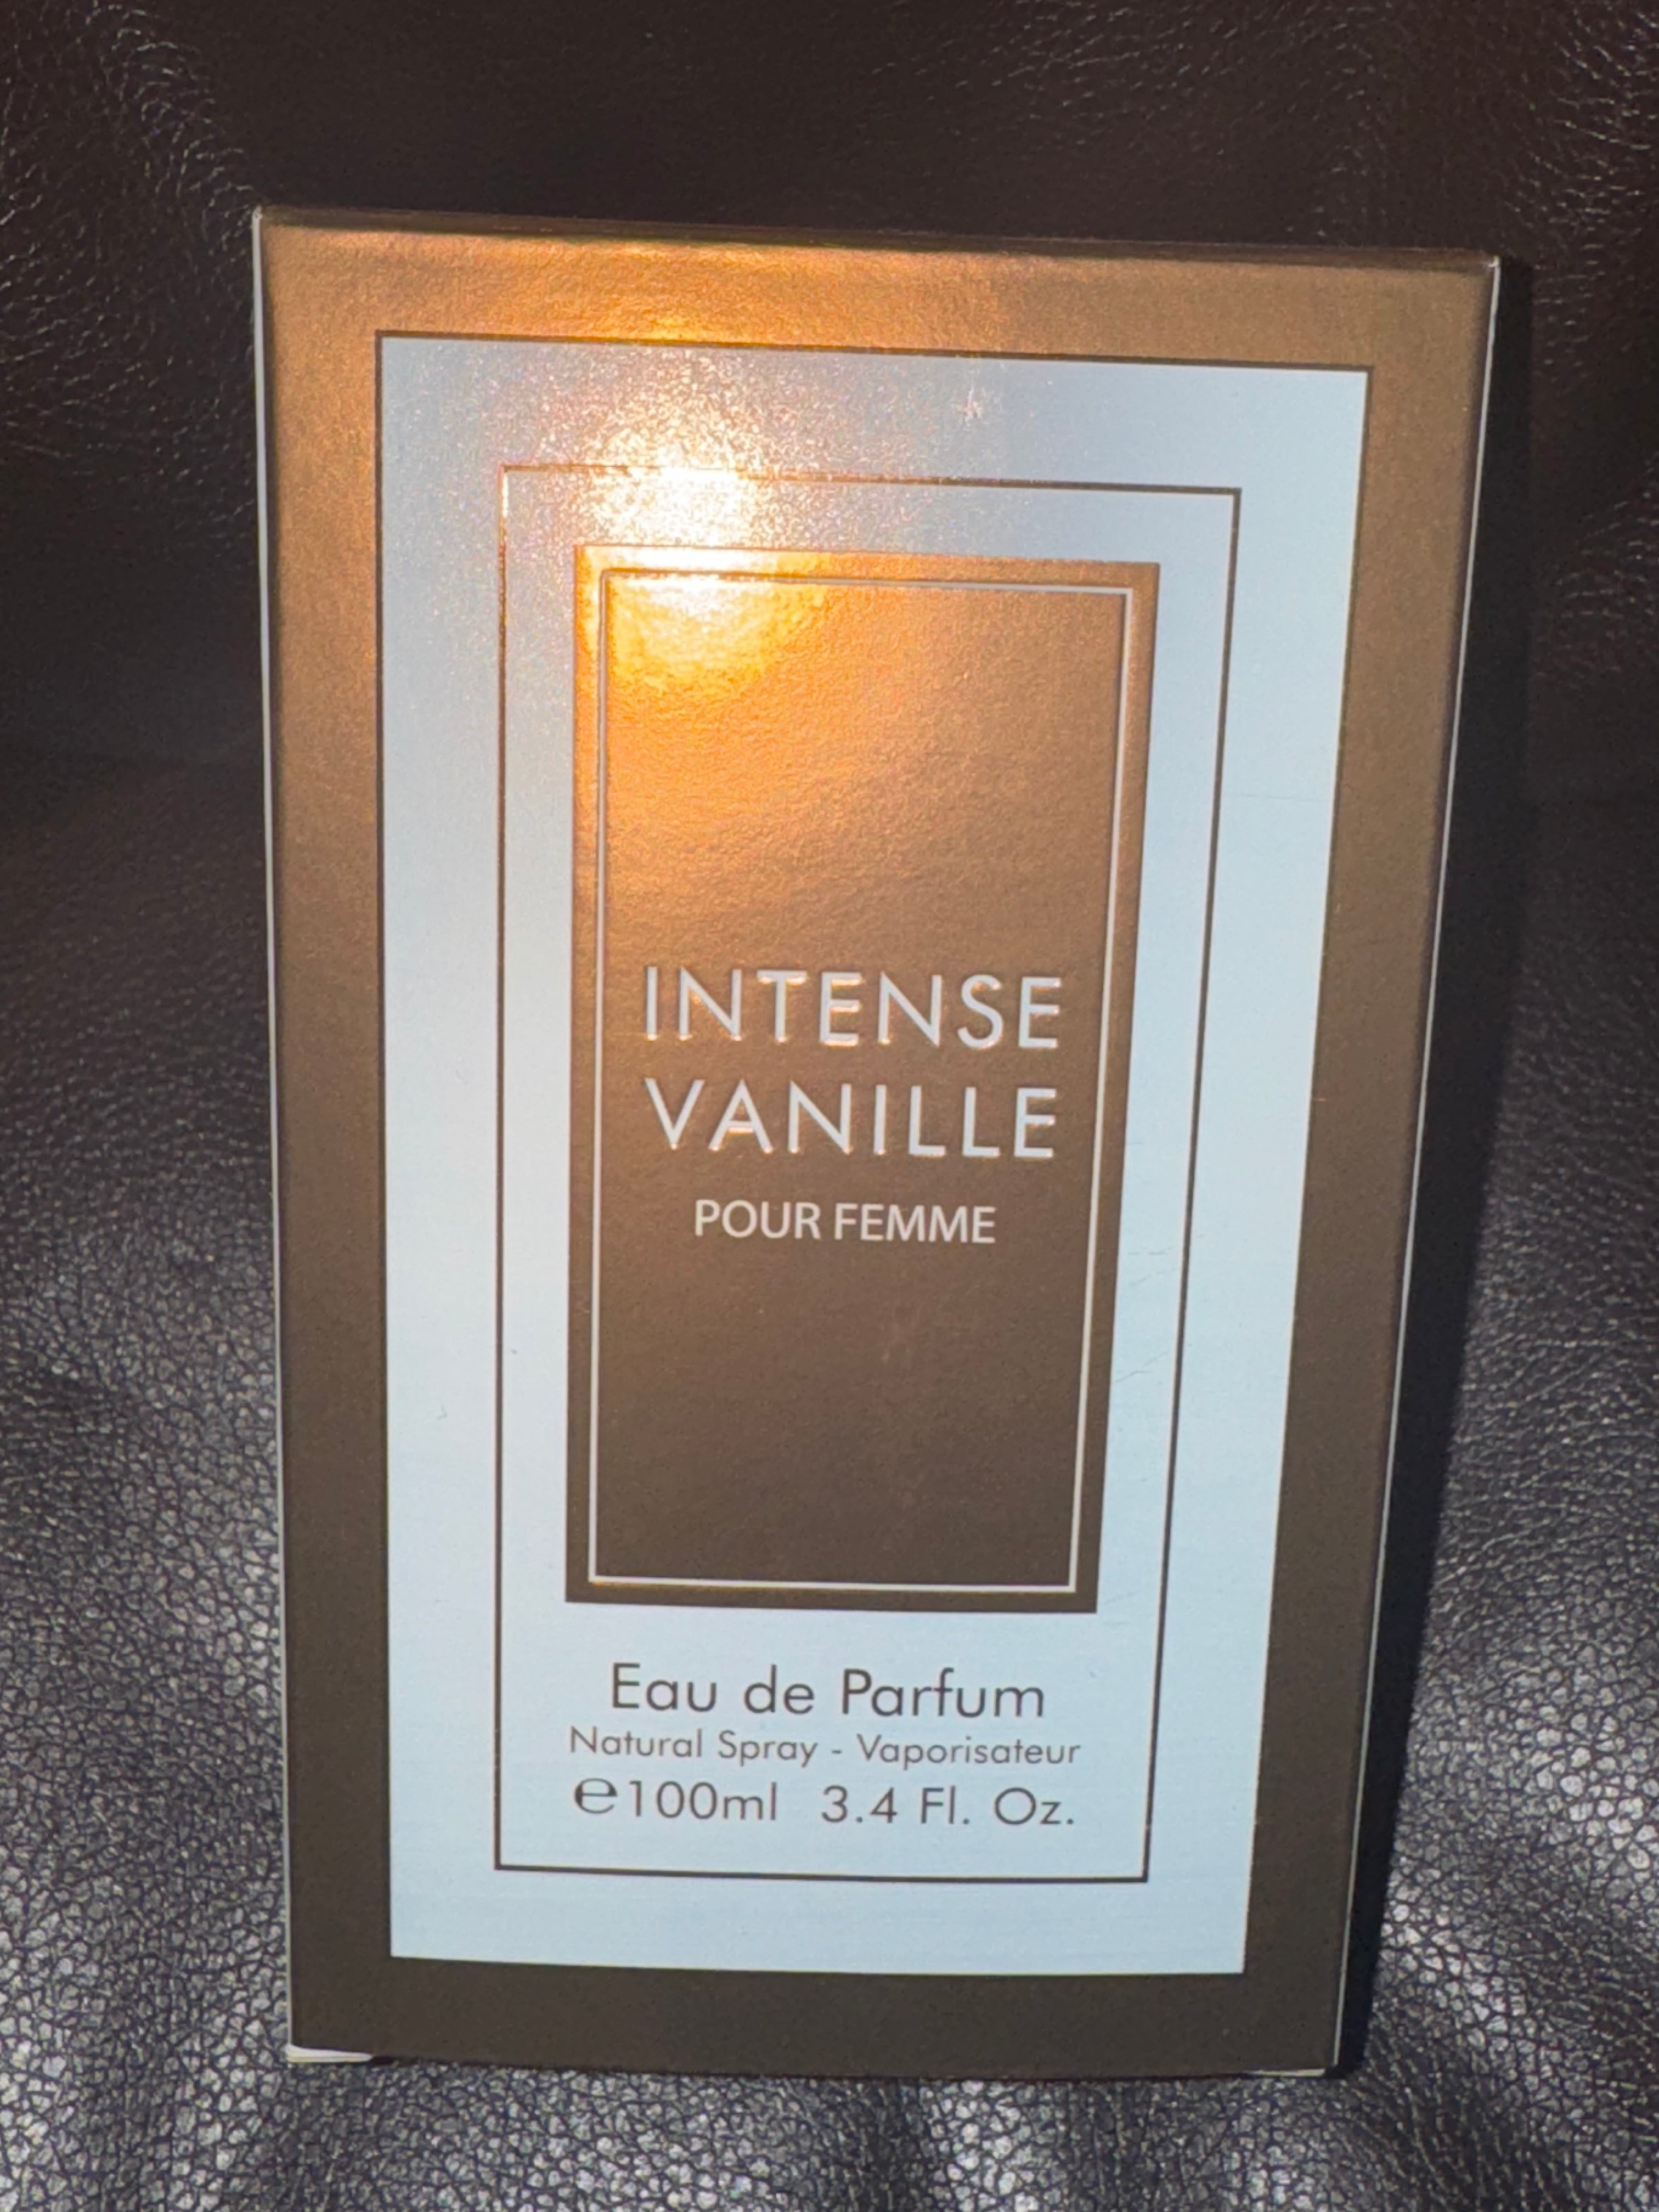 INTENSE
VANILLE
POUR FEMME
Eau de Parfum
Natural Spray - Vaporisateur
℮100ml 3.4 Fl. Oz.